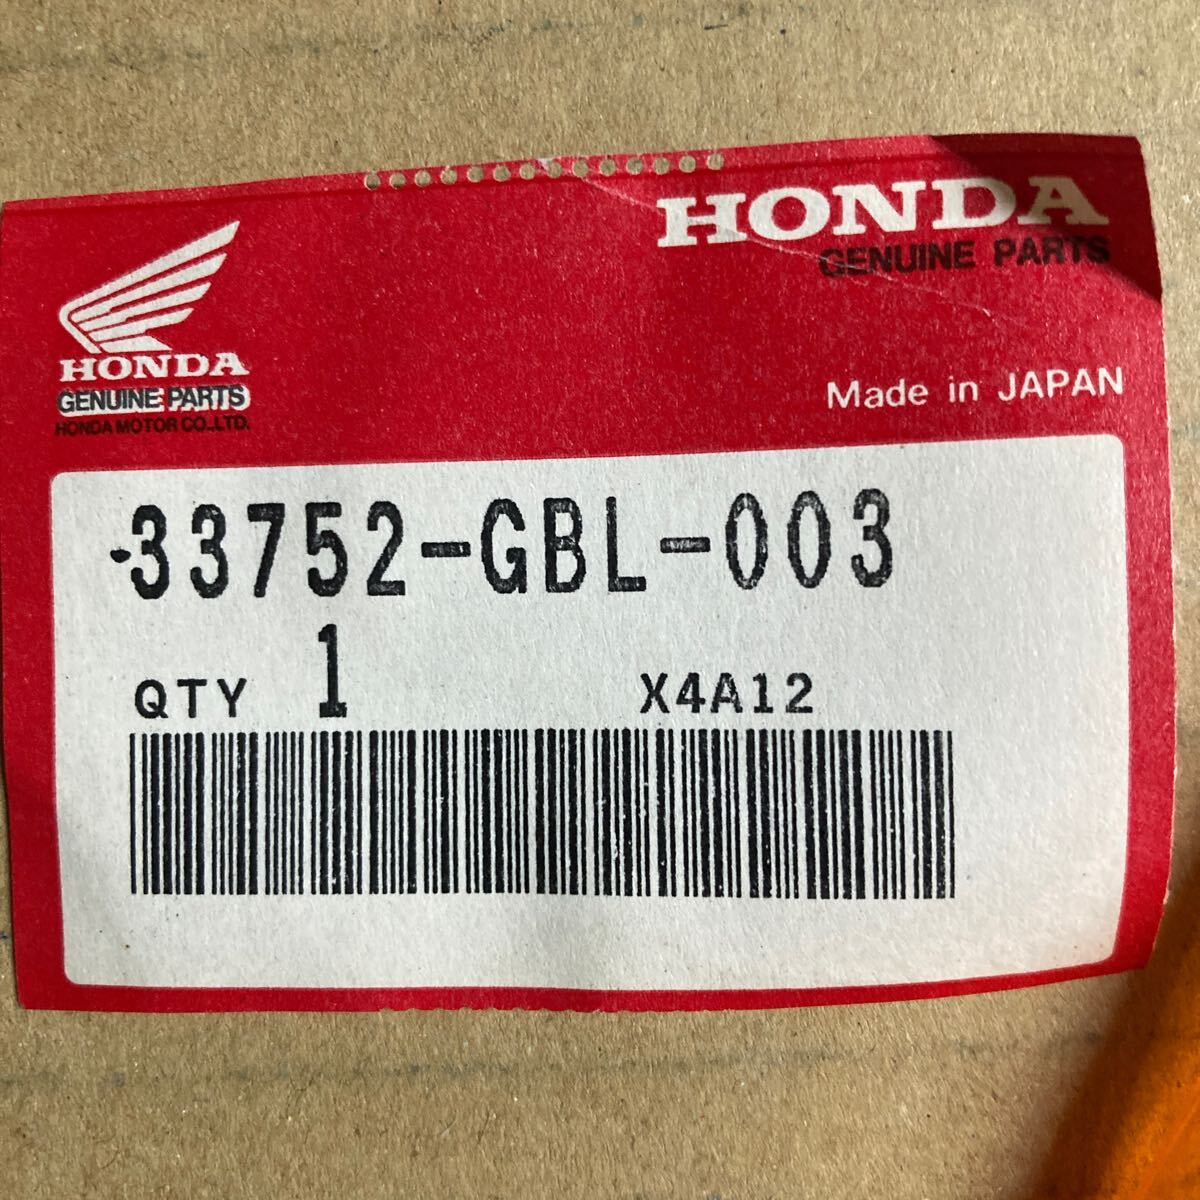 HONDA
GENUINE PARTS
HONDA
GENUINE PARTS
HONDA MOTOR CO.,LTD.
Made in JAPAN
33752-GBL-003
QTY 1 X4A12